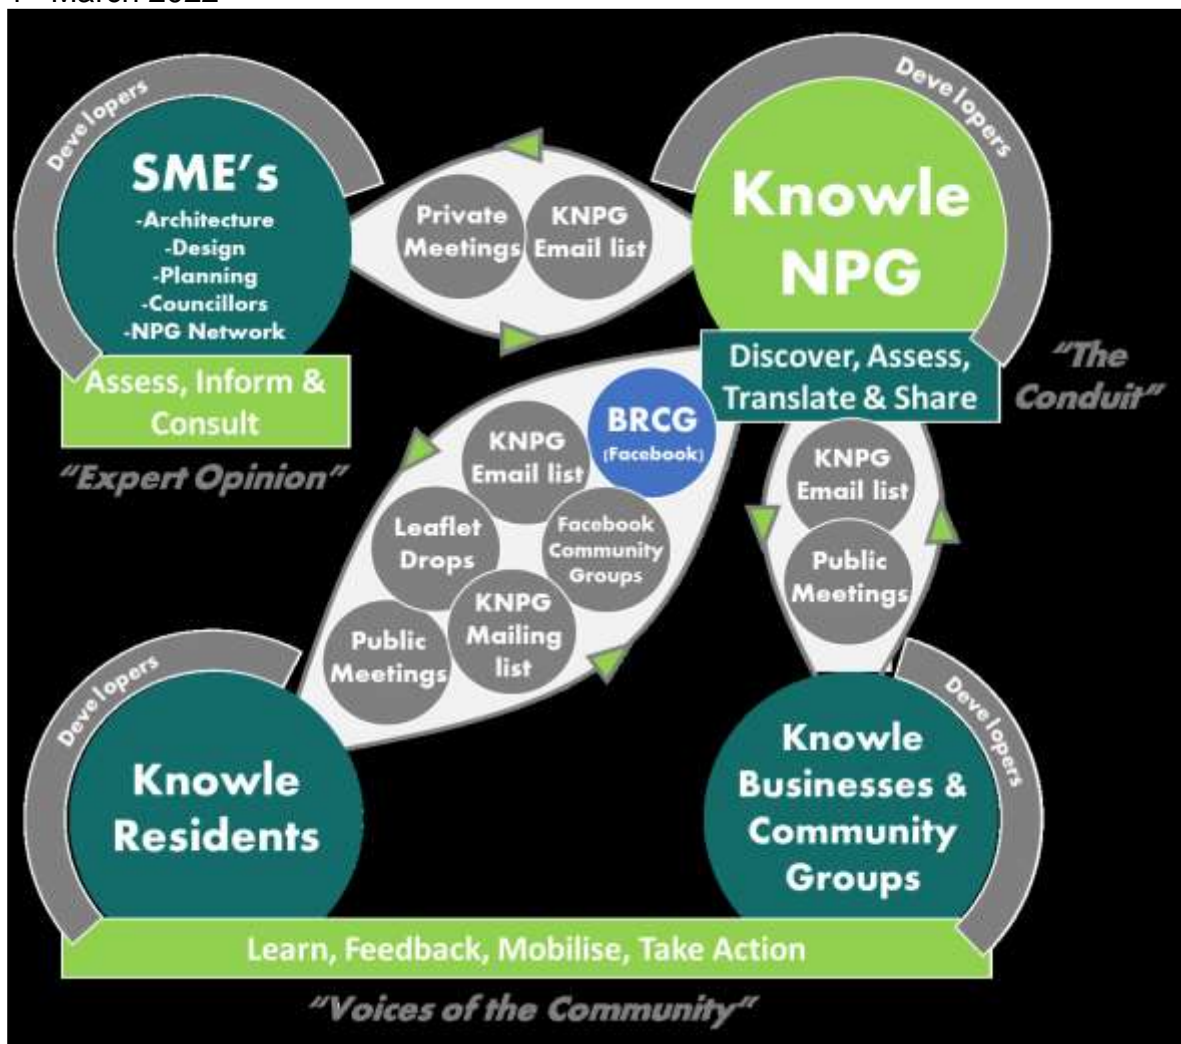 March 2022
Developers
SME's
-Architecture
-Design
-Planning
-Councillors
-NPG Network
Assess, Inform &
Consult
"Expert Opinion"
Private
Meetings
KNPG
Email list
Developers
Knowle
NPG
Discover, Assess,
Translate & Share
"The
Conduit"
BRCG
(Facebook)
KNPG
Email list
Leaflet
Drops
Facebook
Community
Groups
KNPG
Mailing
list
Public
Meetings
KNPG
Email list
Public
Meetings
Developers
Knowle
Residents
Developers
Knowle
Businesses &
Community
Groups
Learn, Feedback, Mobilise, Take Action
"Voices of the Community"